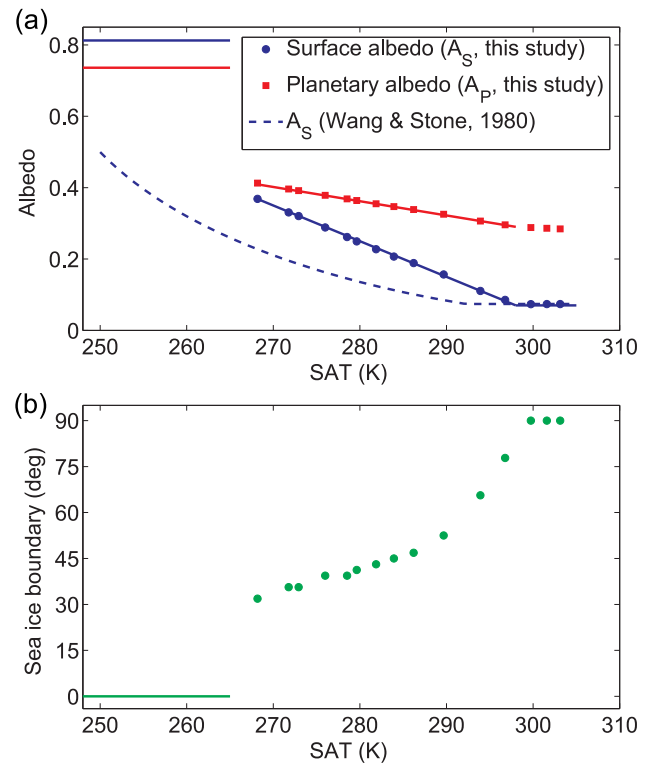 (a)
0.8
0.6
0.4
0.2
0
Albedo
Surface albedo (A_S, this study)
Planetary albedo (A_P, this study)
A_S (Wang & Stone, 1980)
250 260 270 280 290 300 310
SAT (K)
(b)
90
75
60
45
30
15
0
Sea ice boundary (deg)
250 260 270 280 290 300 310
SAT (K)